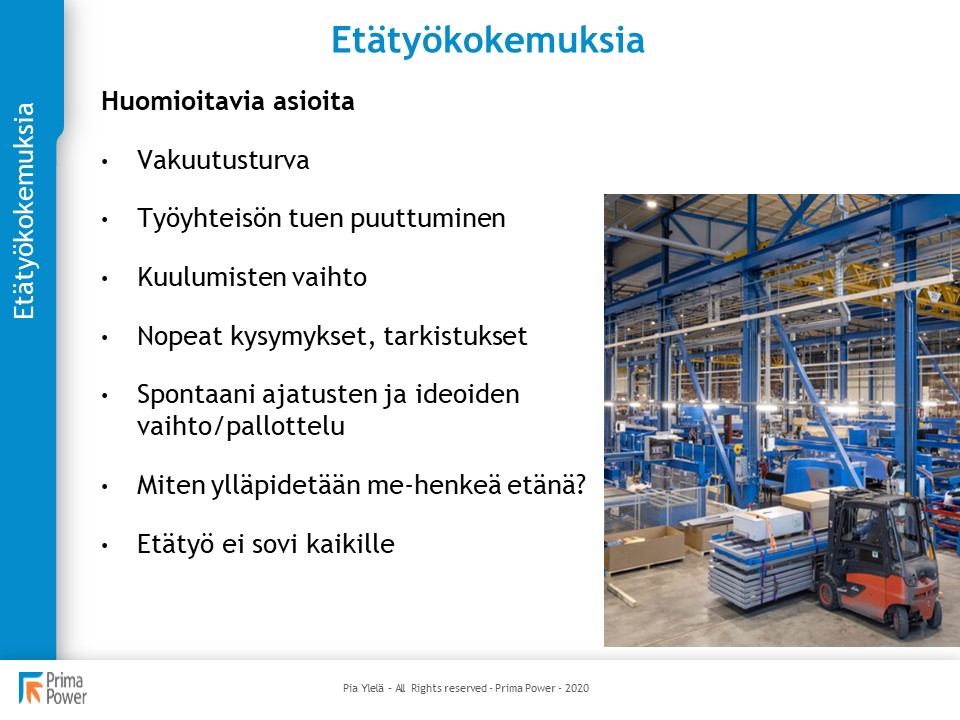 Etätyökokemuksia
Etätyökokemuksia
Huomioitavia asioita
• Vakuutusturva
• Työyhteisön tuen puuttuminen
• Kuulumisten vaihto
• Nopeat kysymykset, tarkistukset
• Spontaani ajatusten ja ideoiden
vaihto/pallottelu
• Miten ylläpidetään me-henkeä etänä?
• Etätyö ei sovi kaikille
Prima
Power
Pia Ylelä – All Rights reserved - Prima Power - 2020